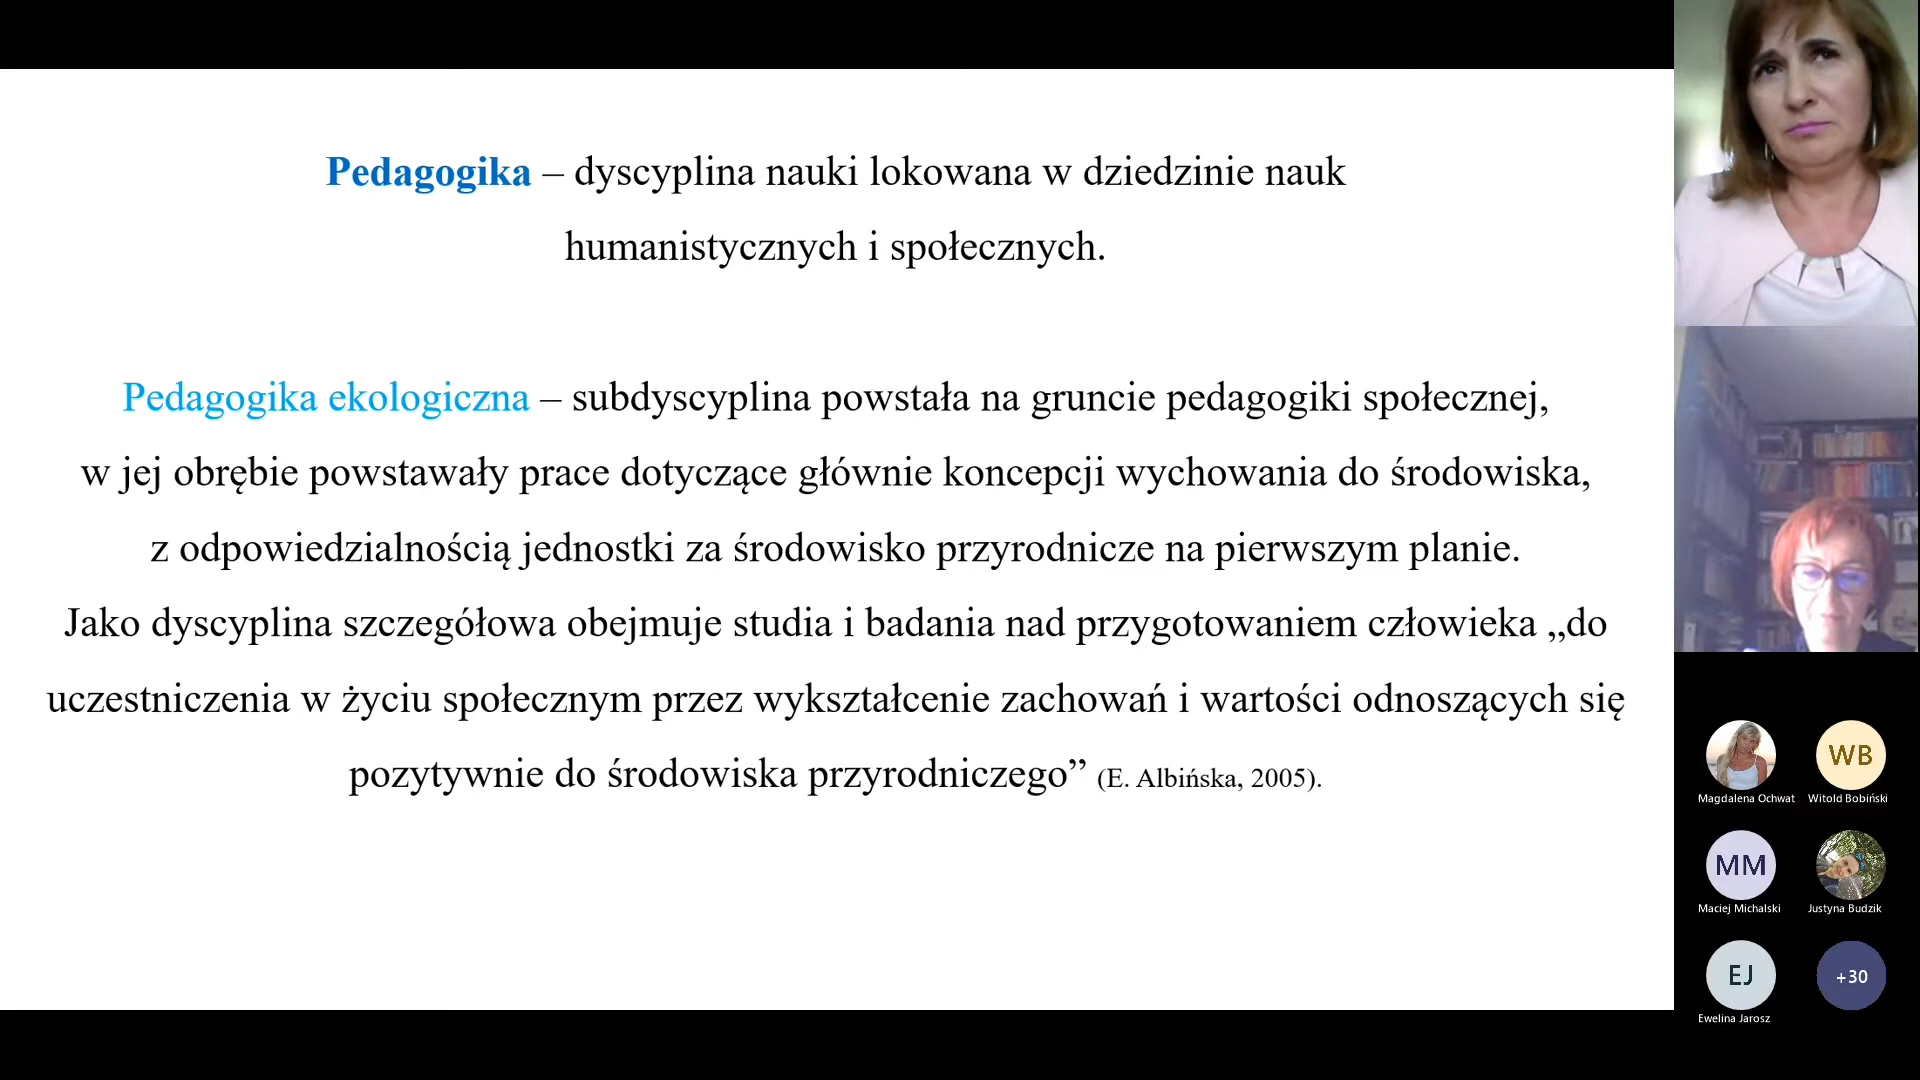 Pedagogika – dyscyplina nauki lokowana w dziedzinie nauk
humanistycznych i społecznych.
Pedagogika ekologiczna – subdyscyplina powstała na gruncie pedagogiki społecznej,
w jej obrębie powstawały prace dotyczące głównie koncepcji wychowania do środowiska,
z odpowiedzialnością jednostki za środowisko przyrodnicze na pierwszym planie.
Jako dyscyplina szczegółowa obejmuje studia i badania nad przygotowaniem człowieka „do
uczestniczenia w życiu społecznym przez wykształcenie zachowań i wartości odnoszących się
pozytywnie do środowiska przyrodniczego” (E. Albińska, 2005).
WB
Magdalena Ochwat
Witold Bobiński
MM
Maciej Michalski
Justyna Budzik
EJ
+30
Ewelina Jarosz